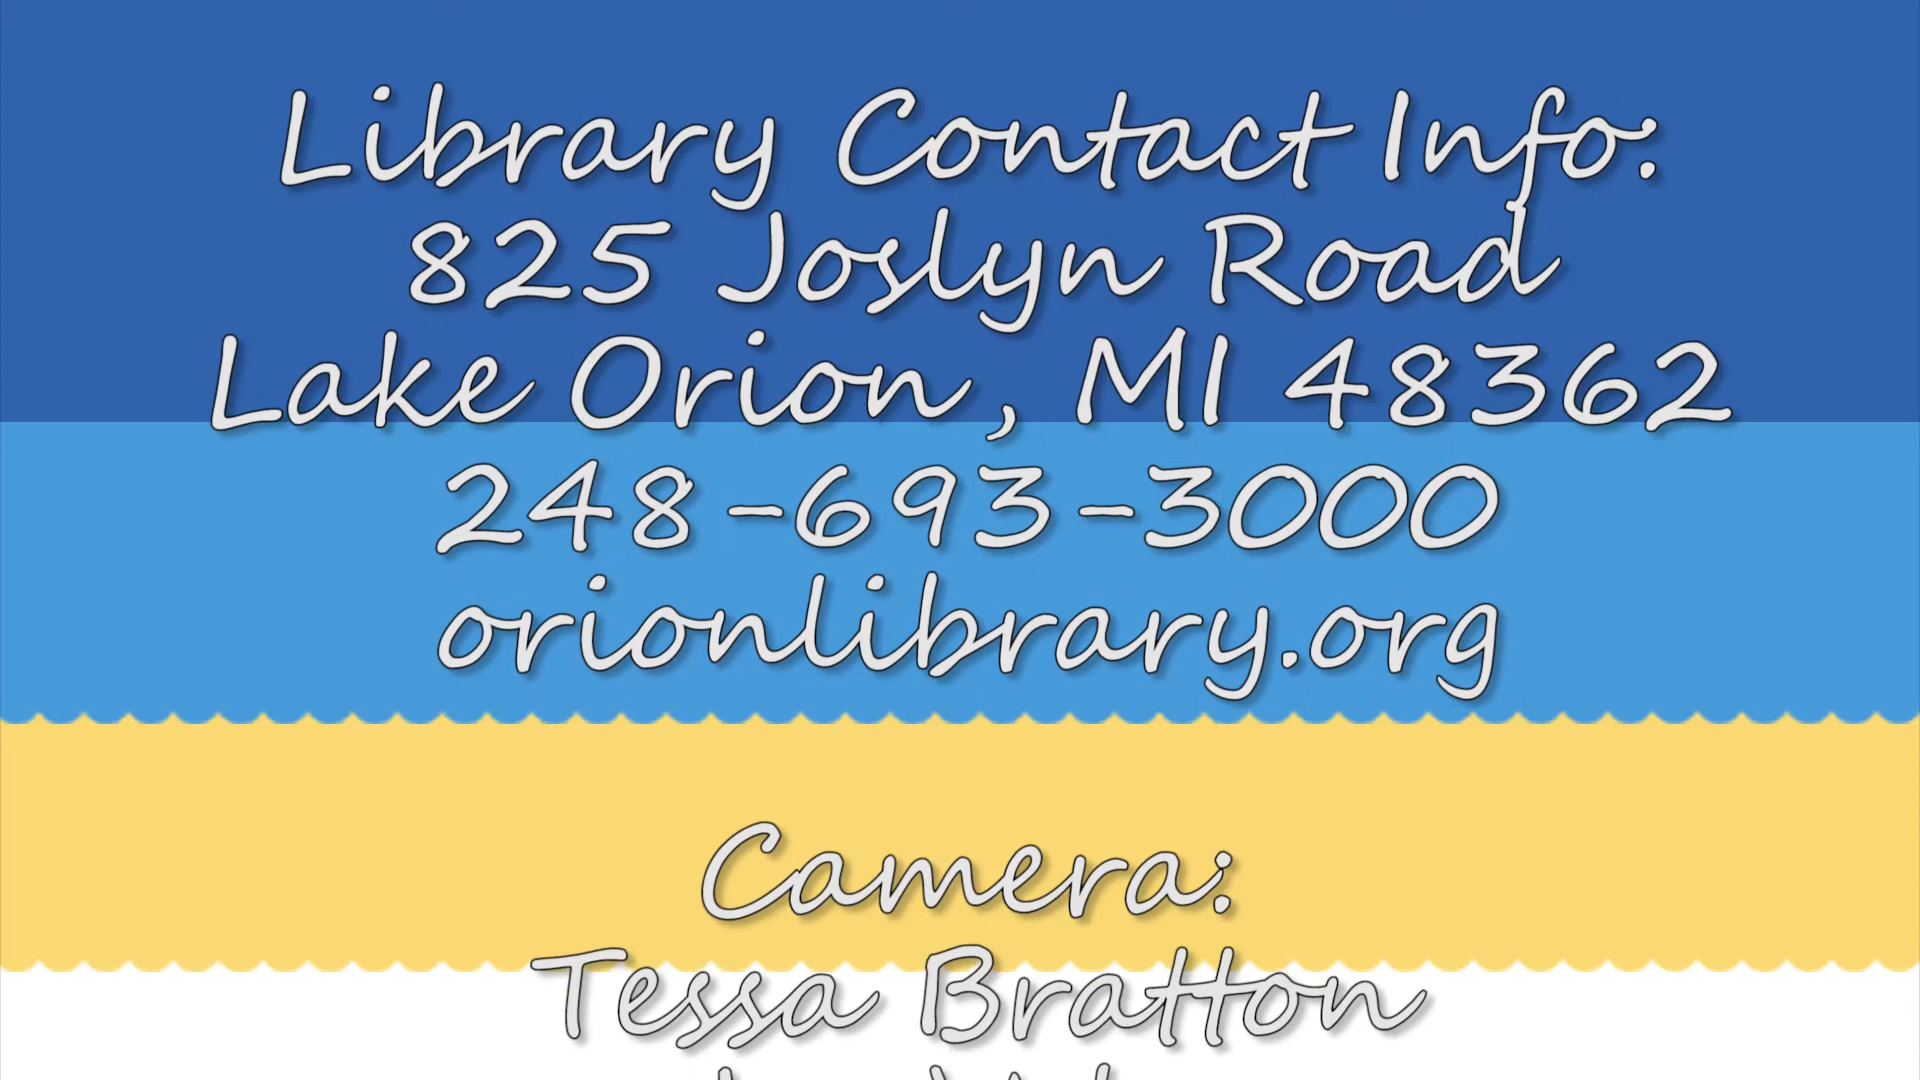 Library Contact Info:
825 Joslyn Road
Lake Orion, MI 48362
248-693-3000
orionlibrary.org
Camera:
Tessa Bratton